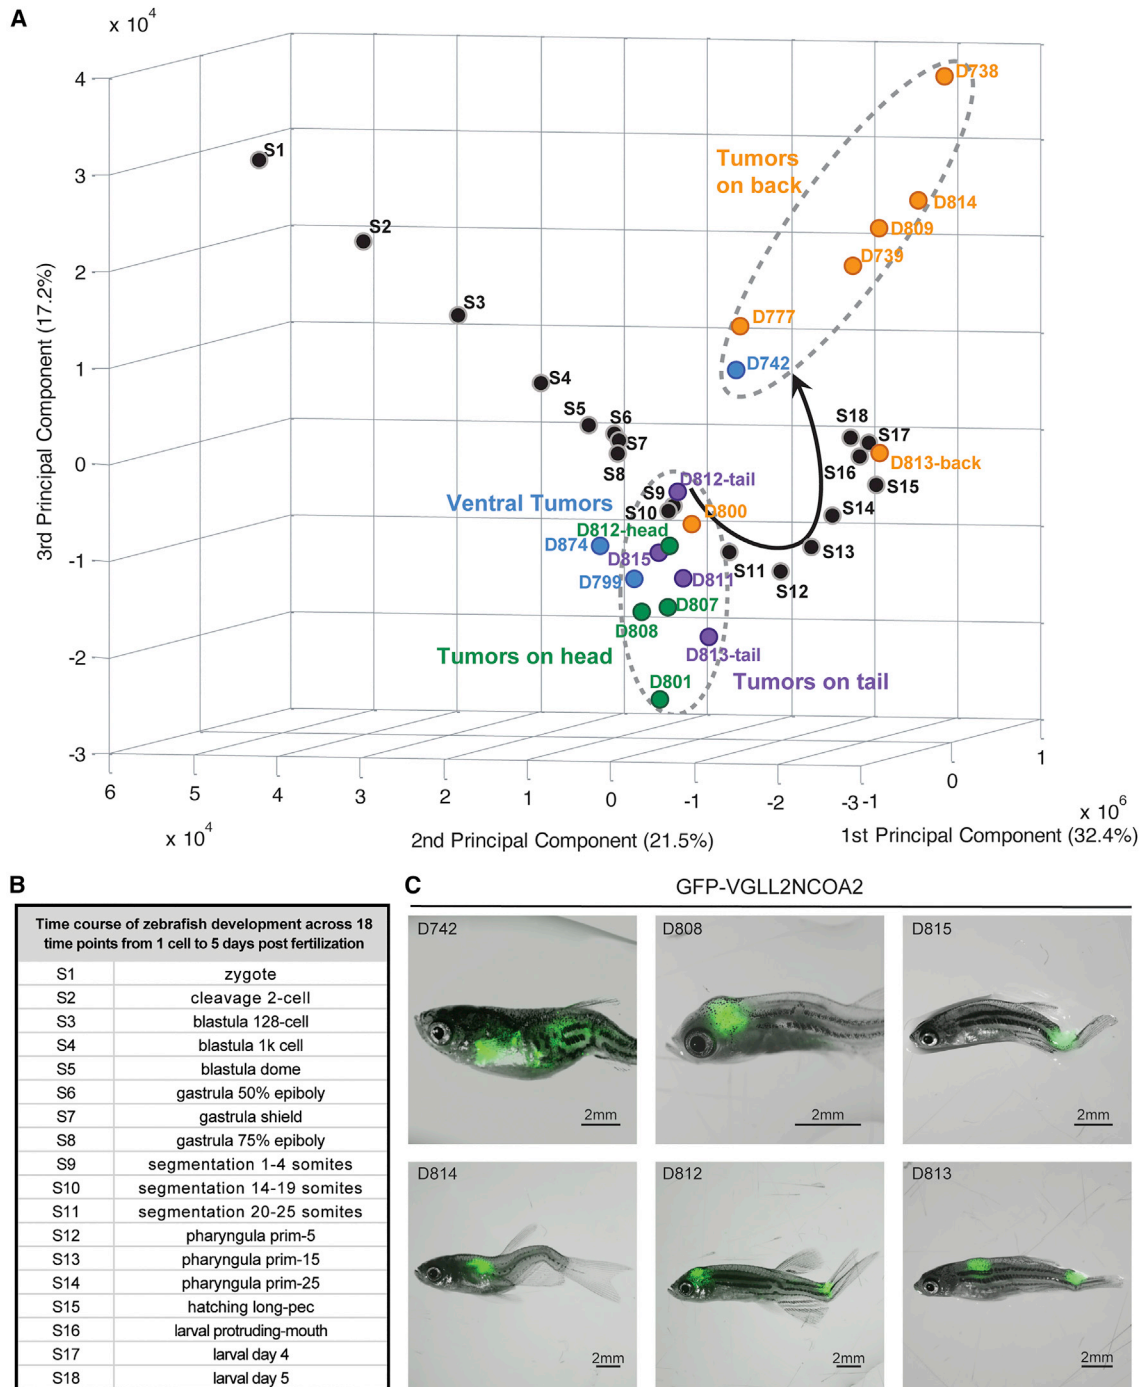 A
x 10⁴
4
3
2
1
0
-1
-2
-3
3rd Principal Component (17.2%)
S1
S2
S3
S4
S5
S6
S7
S8
S9
S10
S11
S12
S13
S14
S15
S16
S17
S18
Tumors
on back
D738
D814
D809
D739
D777
D742
D813-back
Ventral Tumors
D812-tail
D800
D812-head
D874
D815
D799
D811
D807
D808
D813-tail
Tumors on head
D801
Tumors on tail
6
5
4
3
2
1
0
-1
-2
-3
-1
0
1
x 10⁴
2nd Principal Component (21.5%)
x 10⁶
1st Principal Component (32.4%)
B
Time course of zebrafish development across 18
time points from 1 cell to 5 days post fertilization
S1 zygote
S2 cleavage 2-cell
S3 blastula 128-cell
S4 blastula 1k cell
S5 blastula dome
S6 gastrula 50% epiboly
S7 gastrula shield
S8 gastrula 75% epiboly
S9 segmentation 1-4 somites
S10 segmentation 14-19 somites
S11 segmentation 20-25 somites
S12 pharyngula prim-5
S13 pharyngula prim-15
S14 pharyngula prim-25
S15 hatching long-pec
S16 larval protruding-mouth
S17 larval day 4
S18 larval day 5
C
GFP-VGLL2NCOA2
D742
2mm
D808
2mm
D815
2mm
D814
2mm
D812
2mm
D813
2mm